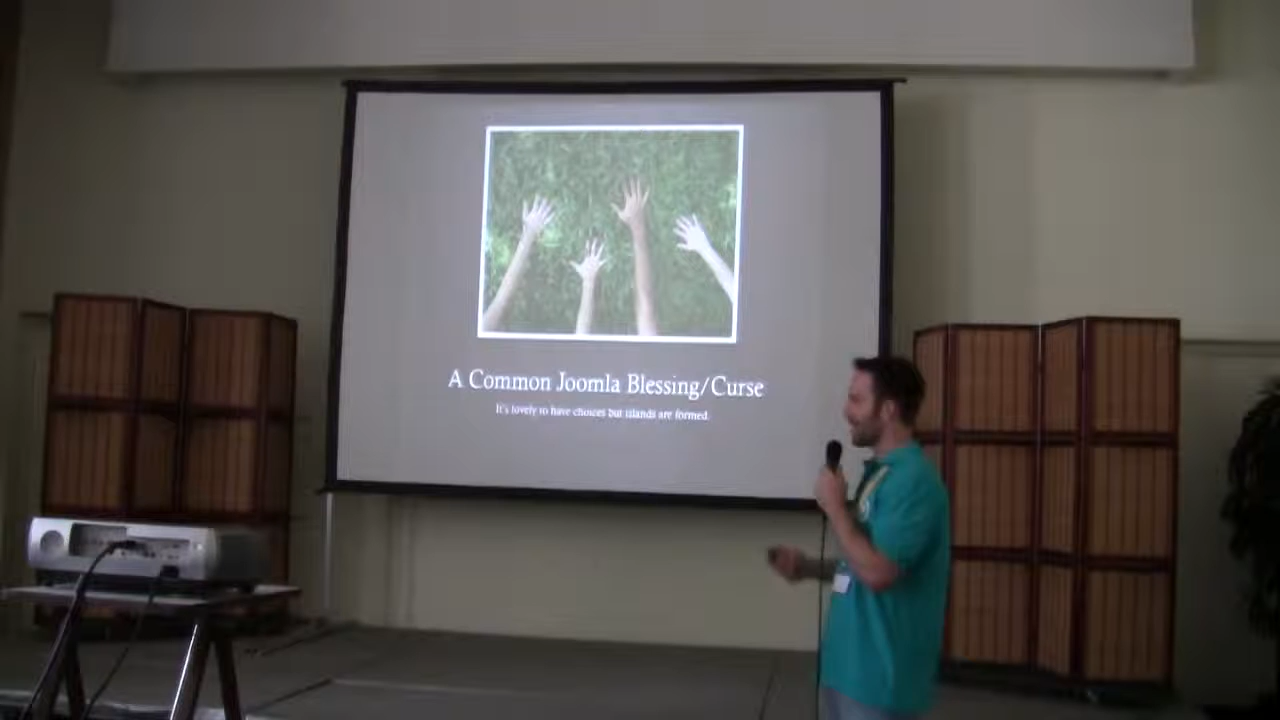 A Common Joomla Blessing/Curse
It's lovely to have choices but islands are formed.